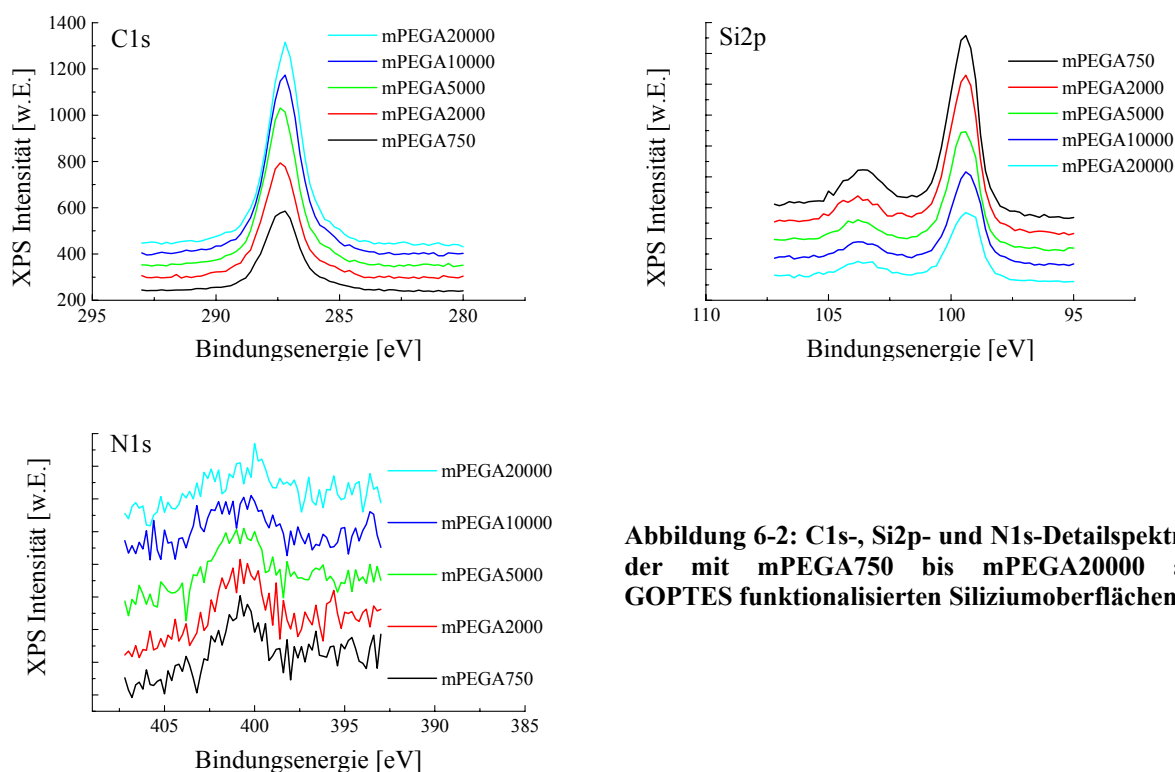 C1s
XPS Intensität [w.E.]
1400
1200
1000
800
600
400
200
mPEGA20000
mPEGA10000
mPEGA5000
mPEGA2000
mPEGA750
295
290
285
280
Bindungsenergie [eV]
Si2p
XPS Intensität [w.E.]
mPEGA750
mPEGA2000
mPEGA5000
mPEGA10000
mPEGA20000
110
105
100
95
Bindungsenergie [eV]
N1s
XPS Intensität [w.E.]
mPEGA20000
mPEGA10000
mPEGA5000
mPEGA2000
mPEGA750
405
400
395
390
385
Bindungsenergie [eV]
Abbildung 6-2: C1s-, Si2p- und N1s-Detailspektr
der mit mPEGA750 bis mPEGA20000
GOPTES funktionalisierten Siliziumoberflächen